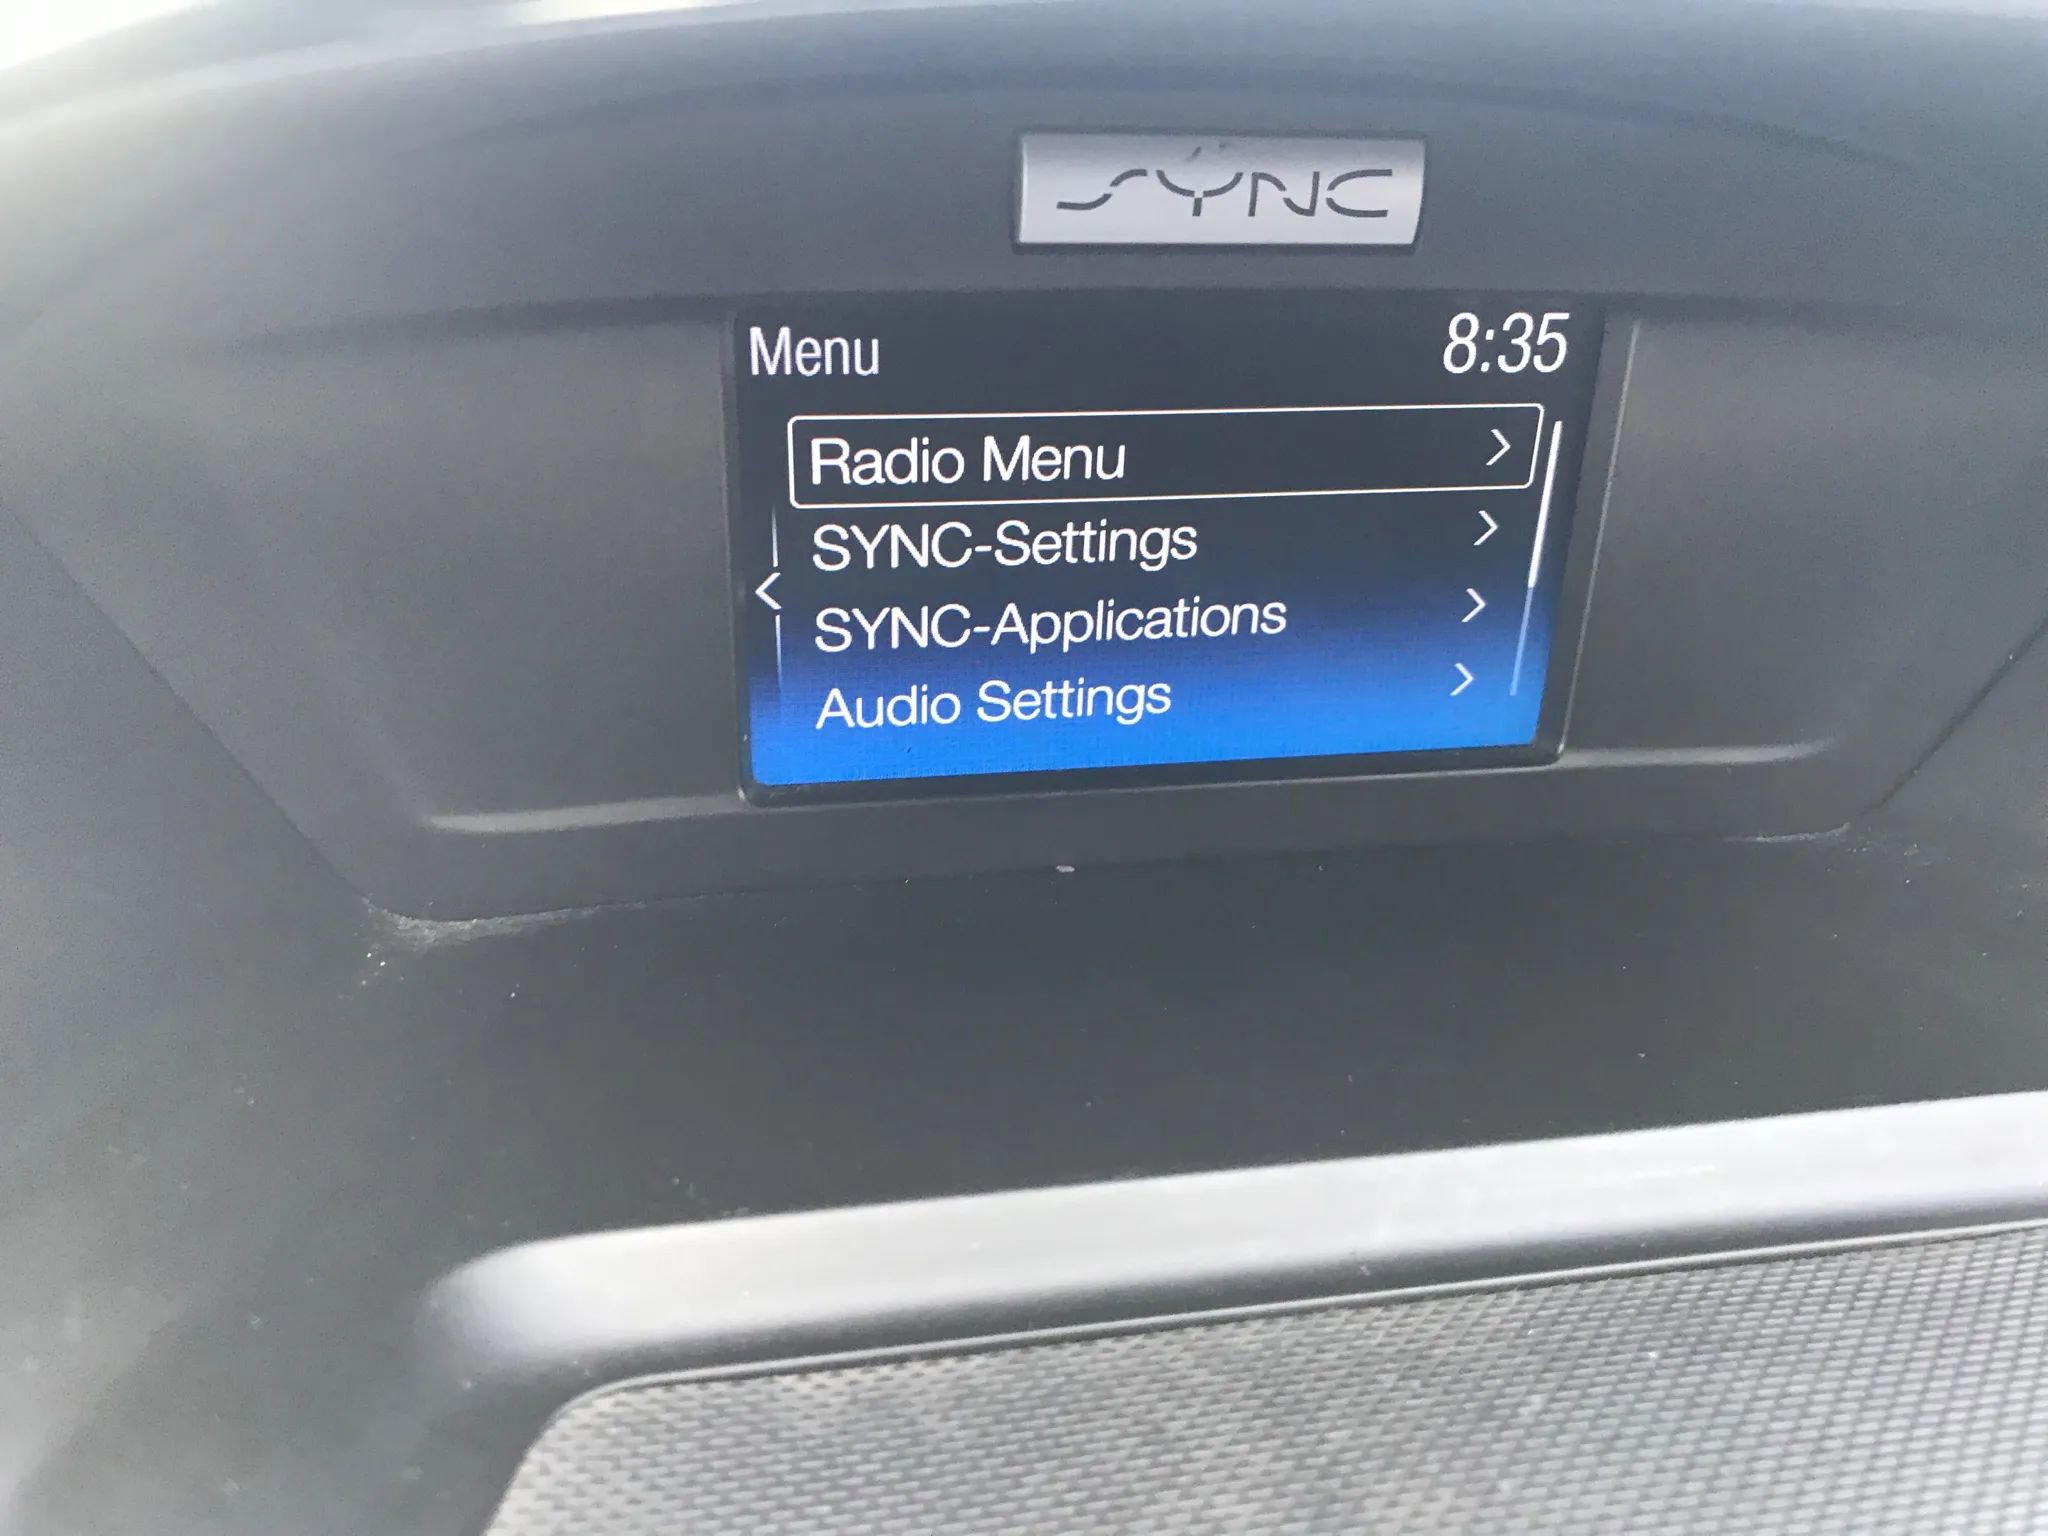 SYNC
Menu 8:35
Radio Menu
SYNC-Settings
SYNC-Applications
Audio Settings